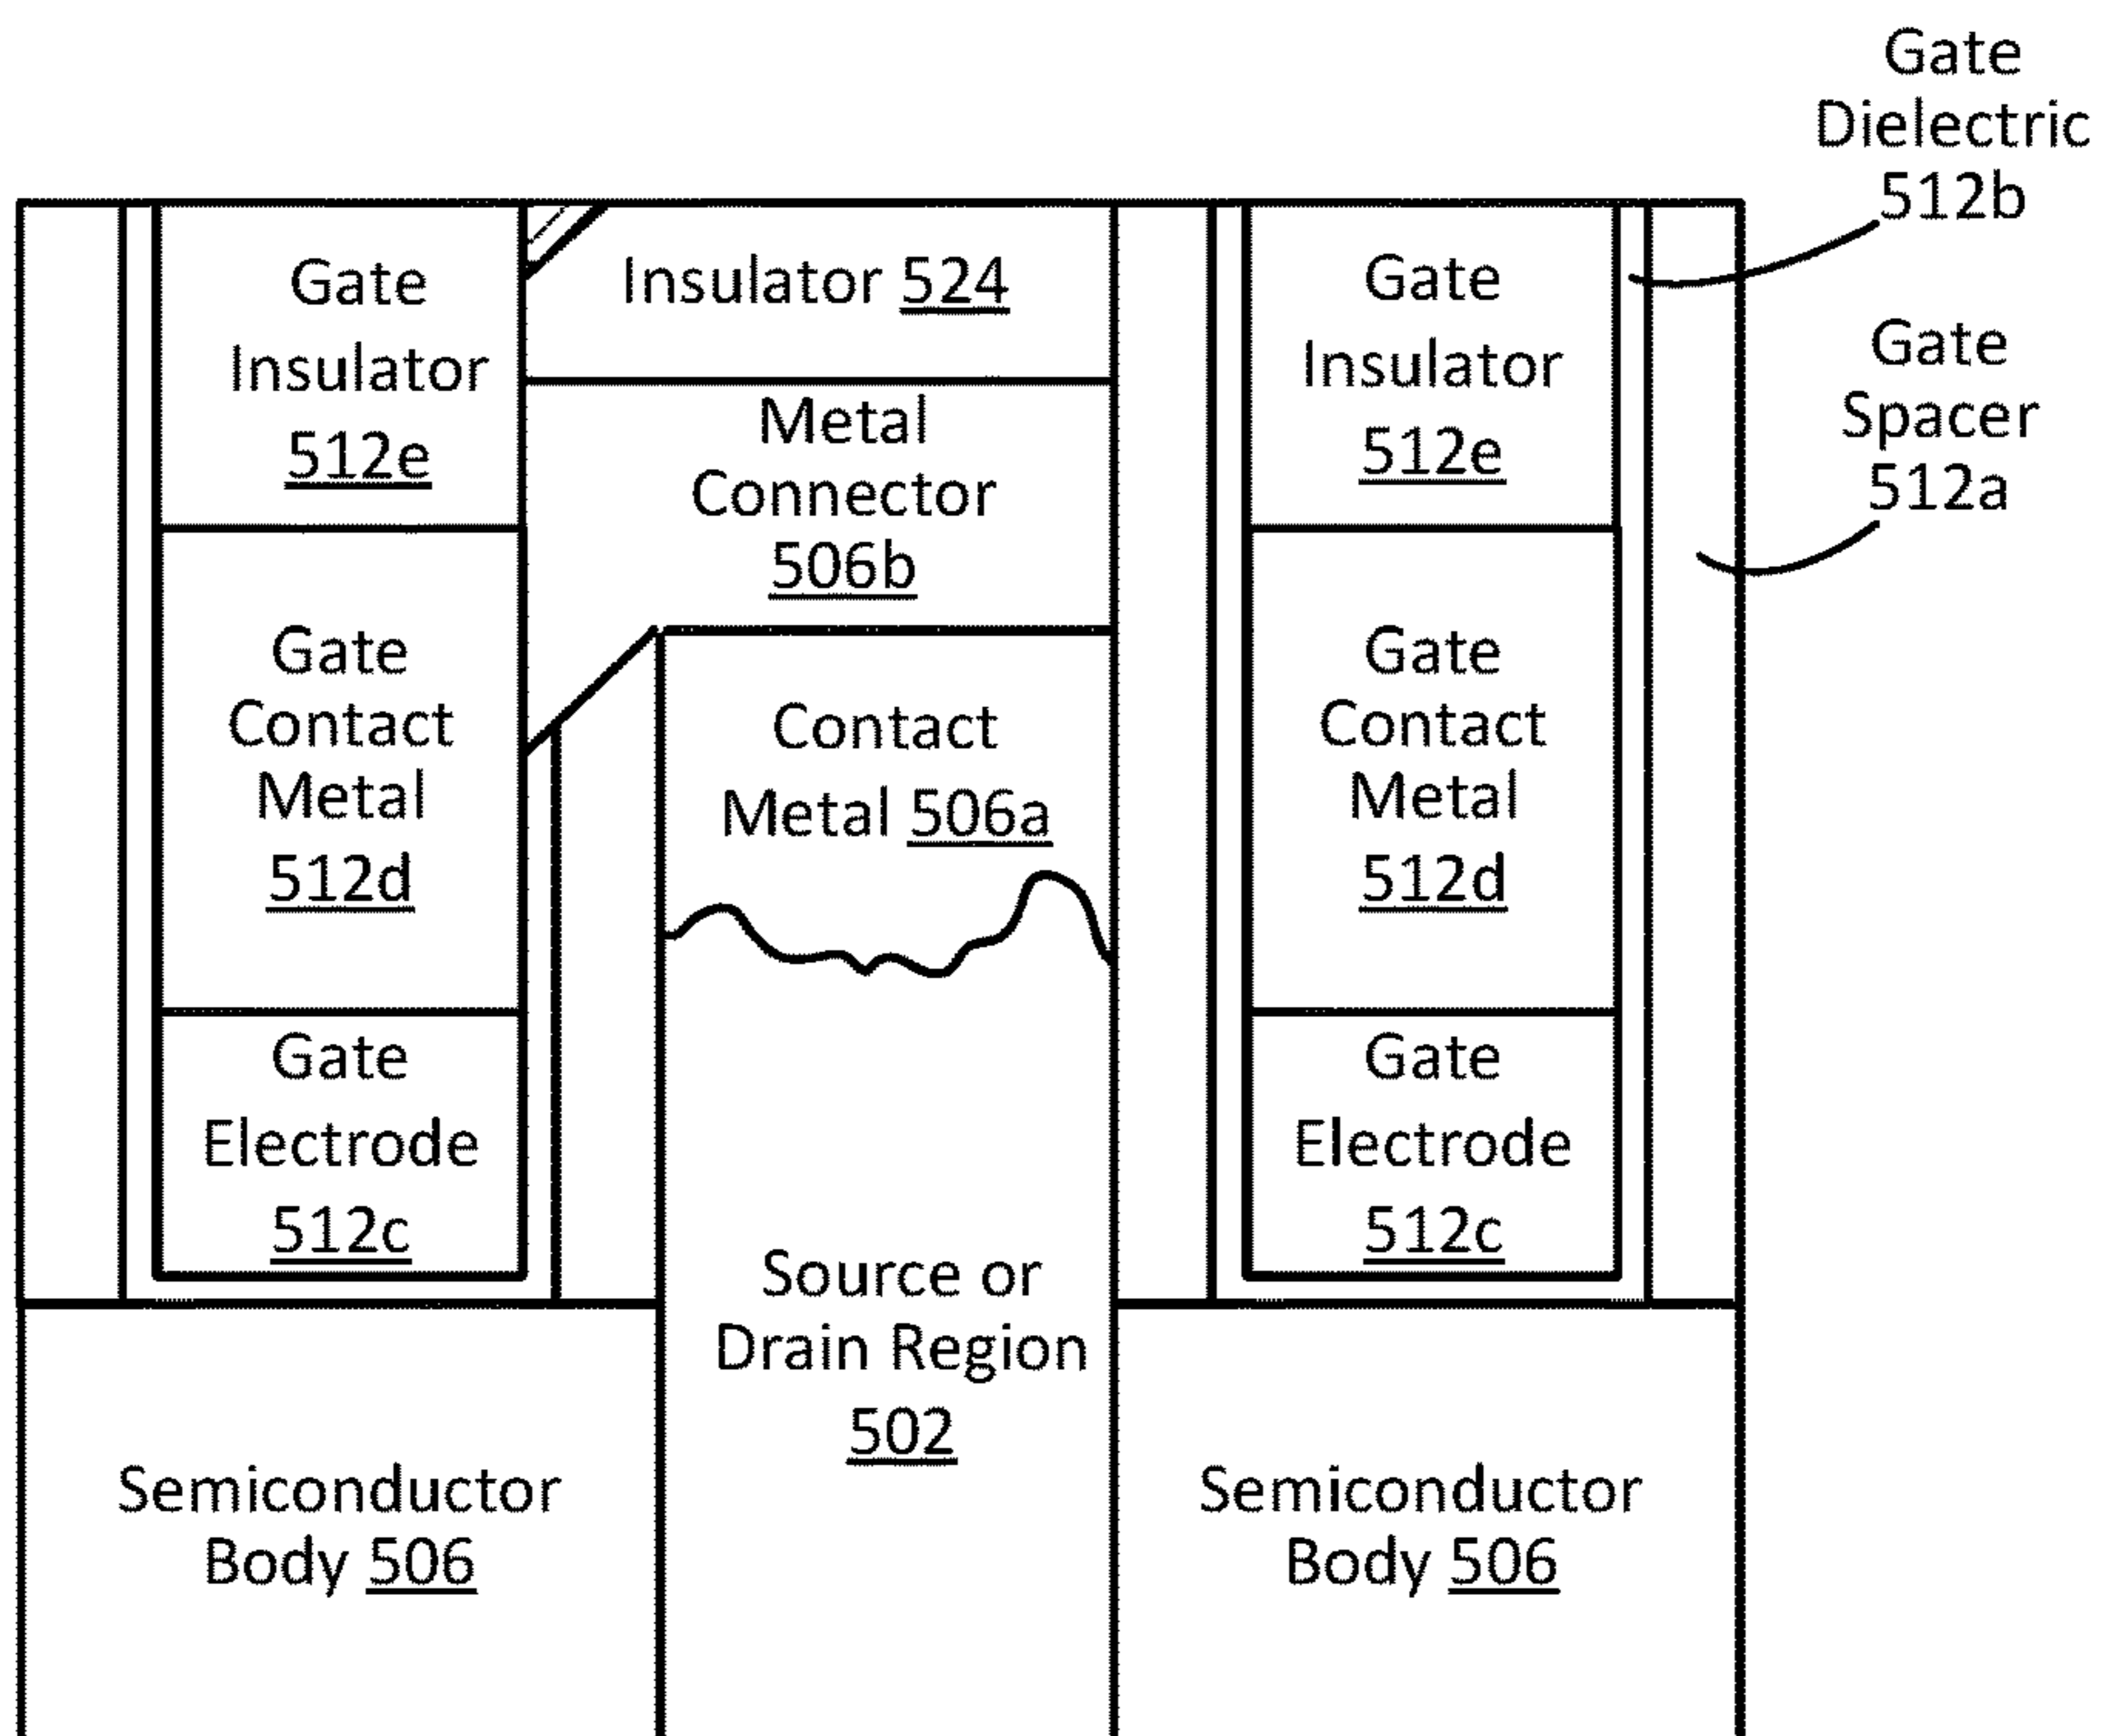 Gate
Dielectric
512b
Gate
Spacer
512a
Gate
Insulator
512e
Insulator 524
Metal
Connector
506b
Gate
Insulator
512e
Gate
Contact
Metal
512d
Contact
Metal 506a
Gate
Contact
Metal
512d
Gate
Electrode
512c
Source or
Drain Region
502
Gate
Electrode
512c
Semiconductor
Body 506
Semiconductor
Body 506